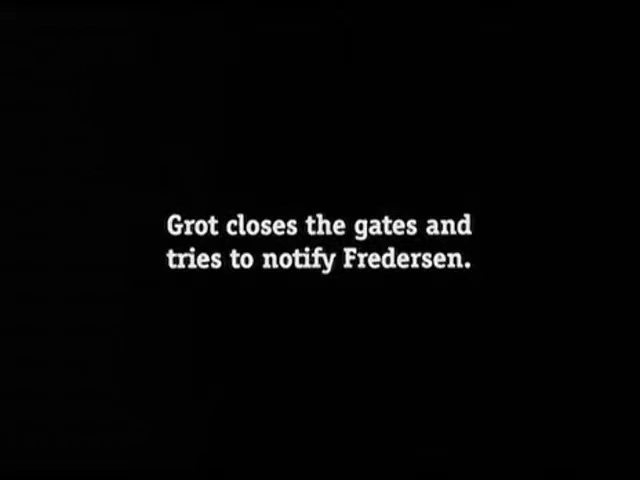 Grot closes the gates and
tries to notify Fredersen.